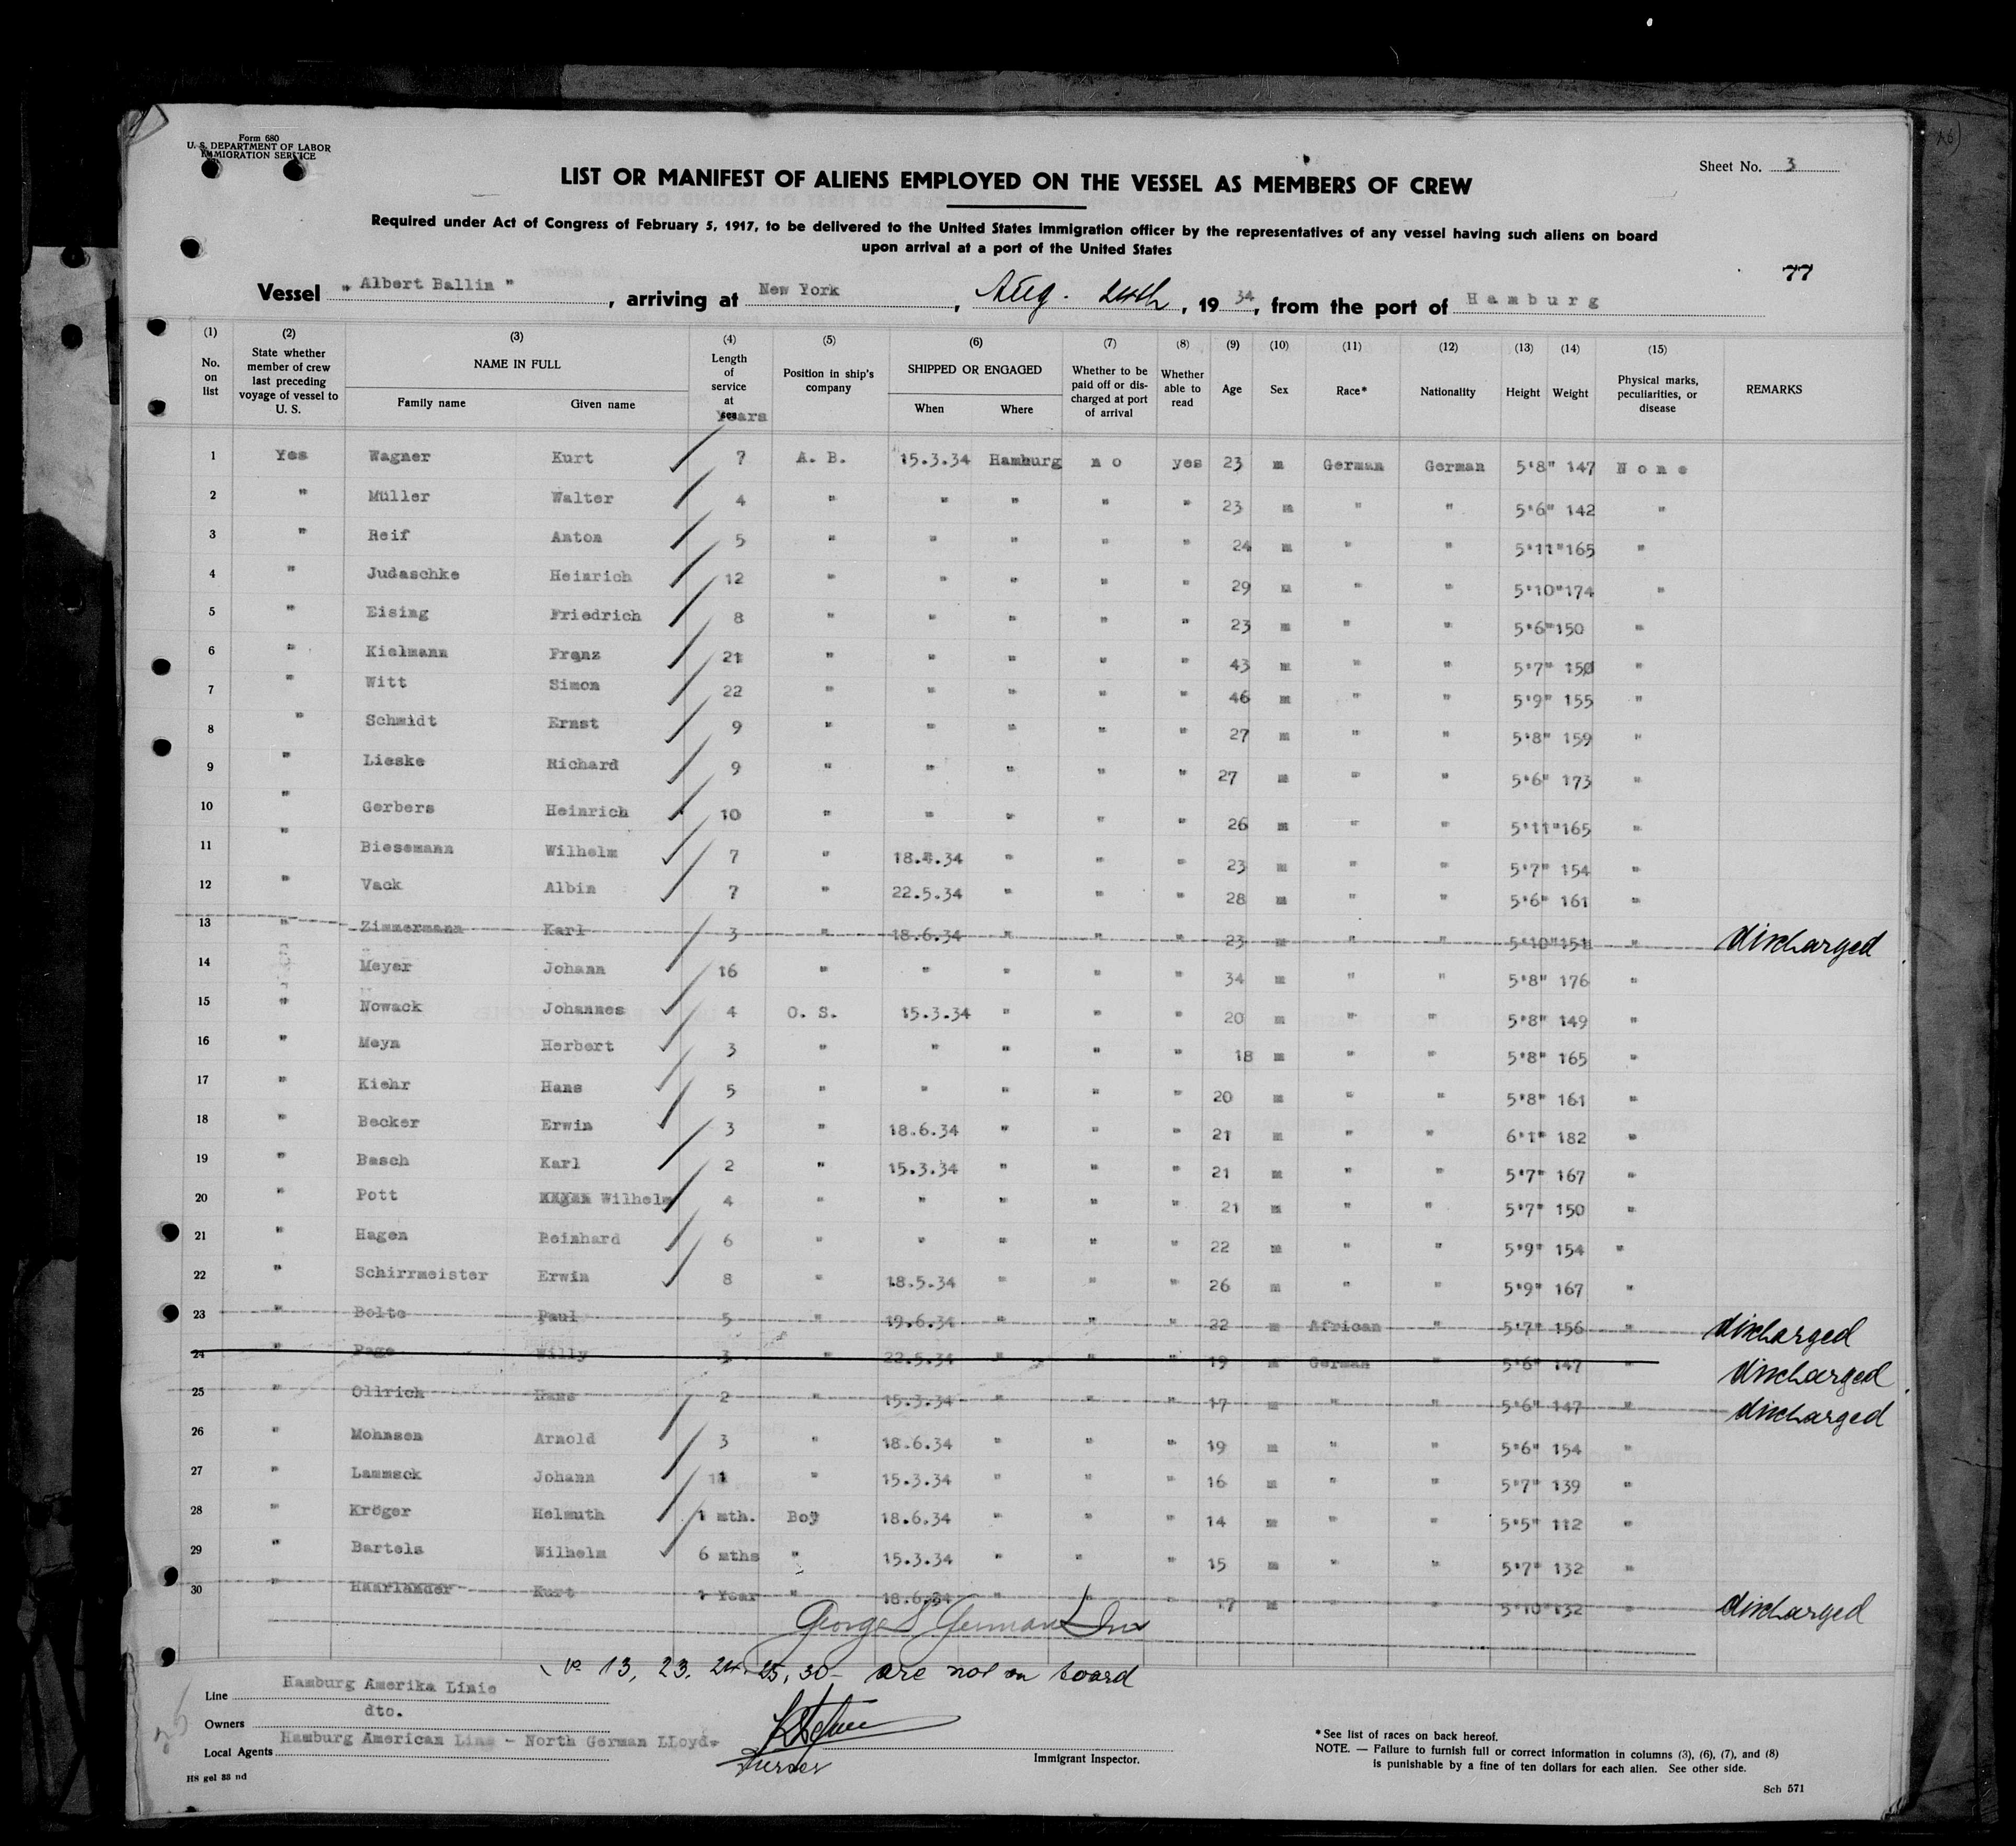 Form 680
U. S. DEPARTMENT OF LABOR
IMMIGRATION SERVICE
Sheet No. 3
LIST OR MANIFEST OF ALIENS EMPLOYED ON THE VESSEL AS MEMBERS OF CREW
Required under Act of Congress of February 5, 1917, to be delivered to the United States immigration officer by the representatives of any vessel having such aliens on board
upon arrival at a port of the United States
77
Vessel " Albert Ballin ", arriving at New York, Aug. 24th, 19 34, from the port of Hamburg
(1) (2) (3) (4) (5) (6) (7) (8) (9) (10) (11) (12) (13) (14) (15)
No. on list State whether member of crew last preceding voyage of vessel to U. S. NAME IN FULL Family name Given name Length of service at sea Years Position in ship's company SHIPPED OR ENGAGED When Where Whether to be paid off or discharged at port of arrival Whether able to read Age Sex Race* Nationality Height Weight Physical marks, peculiarities, or disease REMARKS
1 Yes Wagner Kurt 7 A. B. 15.3.34 Hamburg no yes 23 m German German 5'8" 147 None
2 " Müller Walter 4 " " " " " 23 m " " 5'6" 142 "
3 " Reif Anton 5 " " " " " 24 m " " 5'11" 165 "
4 " Judaschke Heinrich 12 " " " " " 29 m " " 5'10" 174 "
5 " Eising Friedrich 8 " " " " " 23 m " " 5'6" 150 "
6 " Kielmann Franz 21 " " " " " 43 m " " 5'7" 150 "
7 " Witt Simon 22 " " " " " 46 m " " 5'9" 155 "
8 " Schmidt Ernst 9 " " " " " 27 m " " 5'8" 159 "
9 " Lieske Richard 9 " " " " " 27 m " " 5'6" 173 "
10 " Gerbers Heinrich 10 " " " " " 26 m " " 5'11" 165 "
11 " Biesemann Wilhelm 7 " 18.4.34 " " " 23 m " " 5'7" 154 "
12 " Vack Albin 7 " 22.5.34 " " " 28 m " " 5'6" 161 "
13 " Zimmermann Karl 3 " 18.6.34 " " " 23 m " " 5'10" 151 " discharged
14 " Meyer Johann 16 " " " " " 34 m " " 5'8" 176 "
15 " Nowack Johannes 4 O. S. 15.3.34 " " " 20 m " " 5'8" 149 "
16 " Meyn Herbert 3 " " " " " 18 m " " 5'8" 165 "
17 " Kiehr Hans 5 " " " " " 20 m " " 5'8" 161 "
18 " Becker Erwin 3 " 18.6.34 " " " 21 m " " 6'1" 182 "
19 " Basch Karl 2 " 15.3.34 " " " 21 m " " 5'7" 167 "
20 " Pott Wilhelm 4 " " " " " 21 m " " 5'7" 150 "
21 " Hagen Reinhard 6 " " " " " 22 m " " 5'9" 154 "
22 " Schirrmeister Erwin 8 " 18.5.34 " " " 26 m " " 5'9" 167 "
23 " Bolte Paul 5 " 19.6.34 " " " 22 m African " 5'7" 156 " discharged
24 " Page Willy 3 " 22.5.34 " " " 19 m German " 5'6" 147 " discharged
25 " Ollrich Hans 2 " 15.3.34 " " " 17 m " " 5'6" 147 " discharged
26 " Mohnsen Arnold 3 " 18.6.34 " " " 19 m " " 5'6" 154 "
27 " Lammack Johann " 15.3.34 " " " 16 m " " 5'7" 139 "
28 " Kröger Helmuth 1 mth. Boy 18.6.34 " " " 14 m " " 5'5" 112 "
29 " Bartels Wilhelm 6 mths " 15.3.34 " " " 15 m " " 5'7" 132 "
30 " Haarlander Kurt 1 Year " 18.6.34 " " " 17 m " " 5'10" 132 " discharged
George S German
No 13, 23, 24, 25, 30 are not on board
Line Hamburg Amerika Linie
Owners dto.
Local Agents Hamburg American Line - North German LLoyd.
Immigrant Inspector.
HS gel 88 nd
*See list of races on back hereof.
NOTE. — Failure to furnish full or correct information in columns (3), (6), (7), and (8)
is punishable by a fine of ten dollars for each alien. See other side.
Sch 571